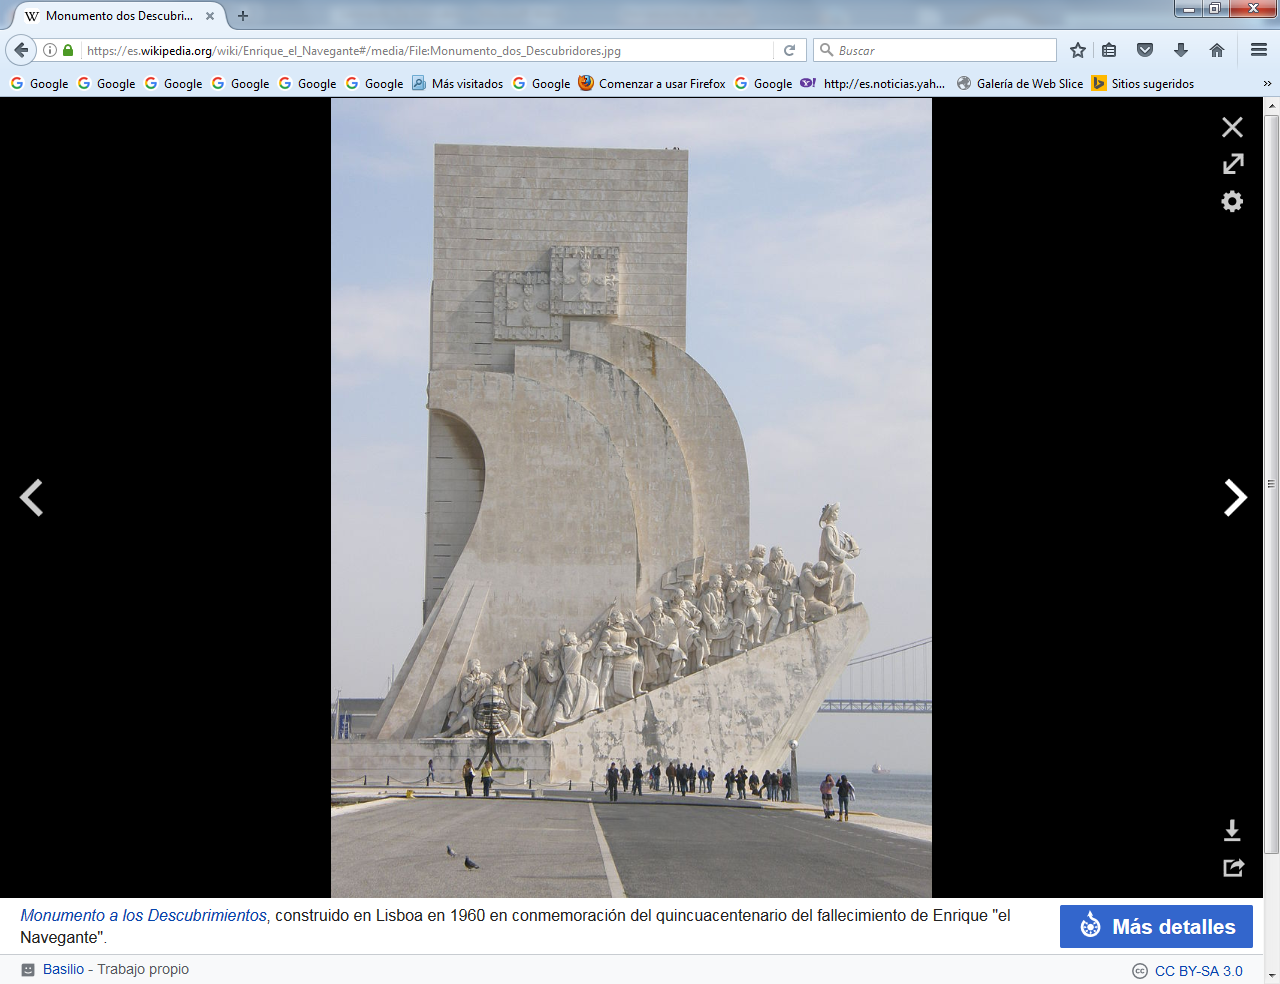 Monumento dos Descubri...
https://es.wikipedia.org/wiki/Enrique_el_Navegante#/media/File:Monumento_dos_Descubridores.jpg
Buscar
Google Google Google Google Google Google Más visitados Google Comenzar a usar Firefox Google http://es.noticias.yah... Galería de Web Slice Sitios sugeridos
Monumento a los Descubrimientos, construido en Lisboa en 1960 en conmemoración del quincuacentenario del fallecimiento de Enrique "el
Navegante".
Más detalles
Basilio - Trabajo propio
CC BY-SA 3.0